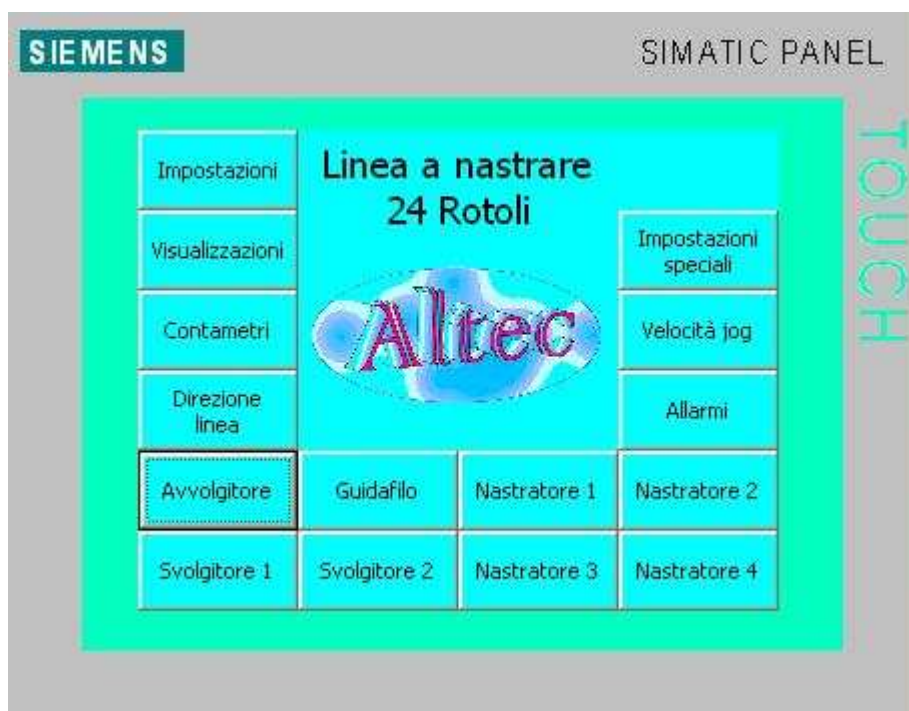 SIEMENS
SIMATIC PANEL
TOUCH
Impostazioni
Linea a nastrare
24 Rotoli
Visualizzazioni
Impostazioni
speciali
Contametri
Altec
Velocità jog
Direzione
linea
Allarmi
Avvolgitore
Guidafilo
Nastratore 1
Nastratore 2
Svolgitore 1
Svolgitore 2
Nastratore 3
Nastratore 4